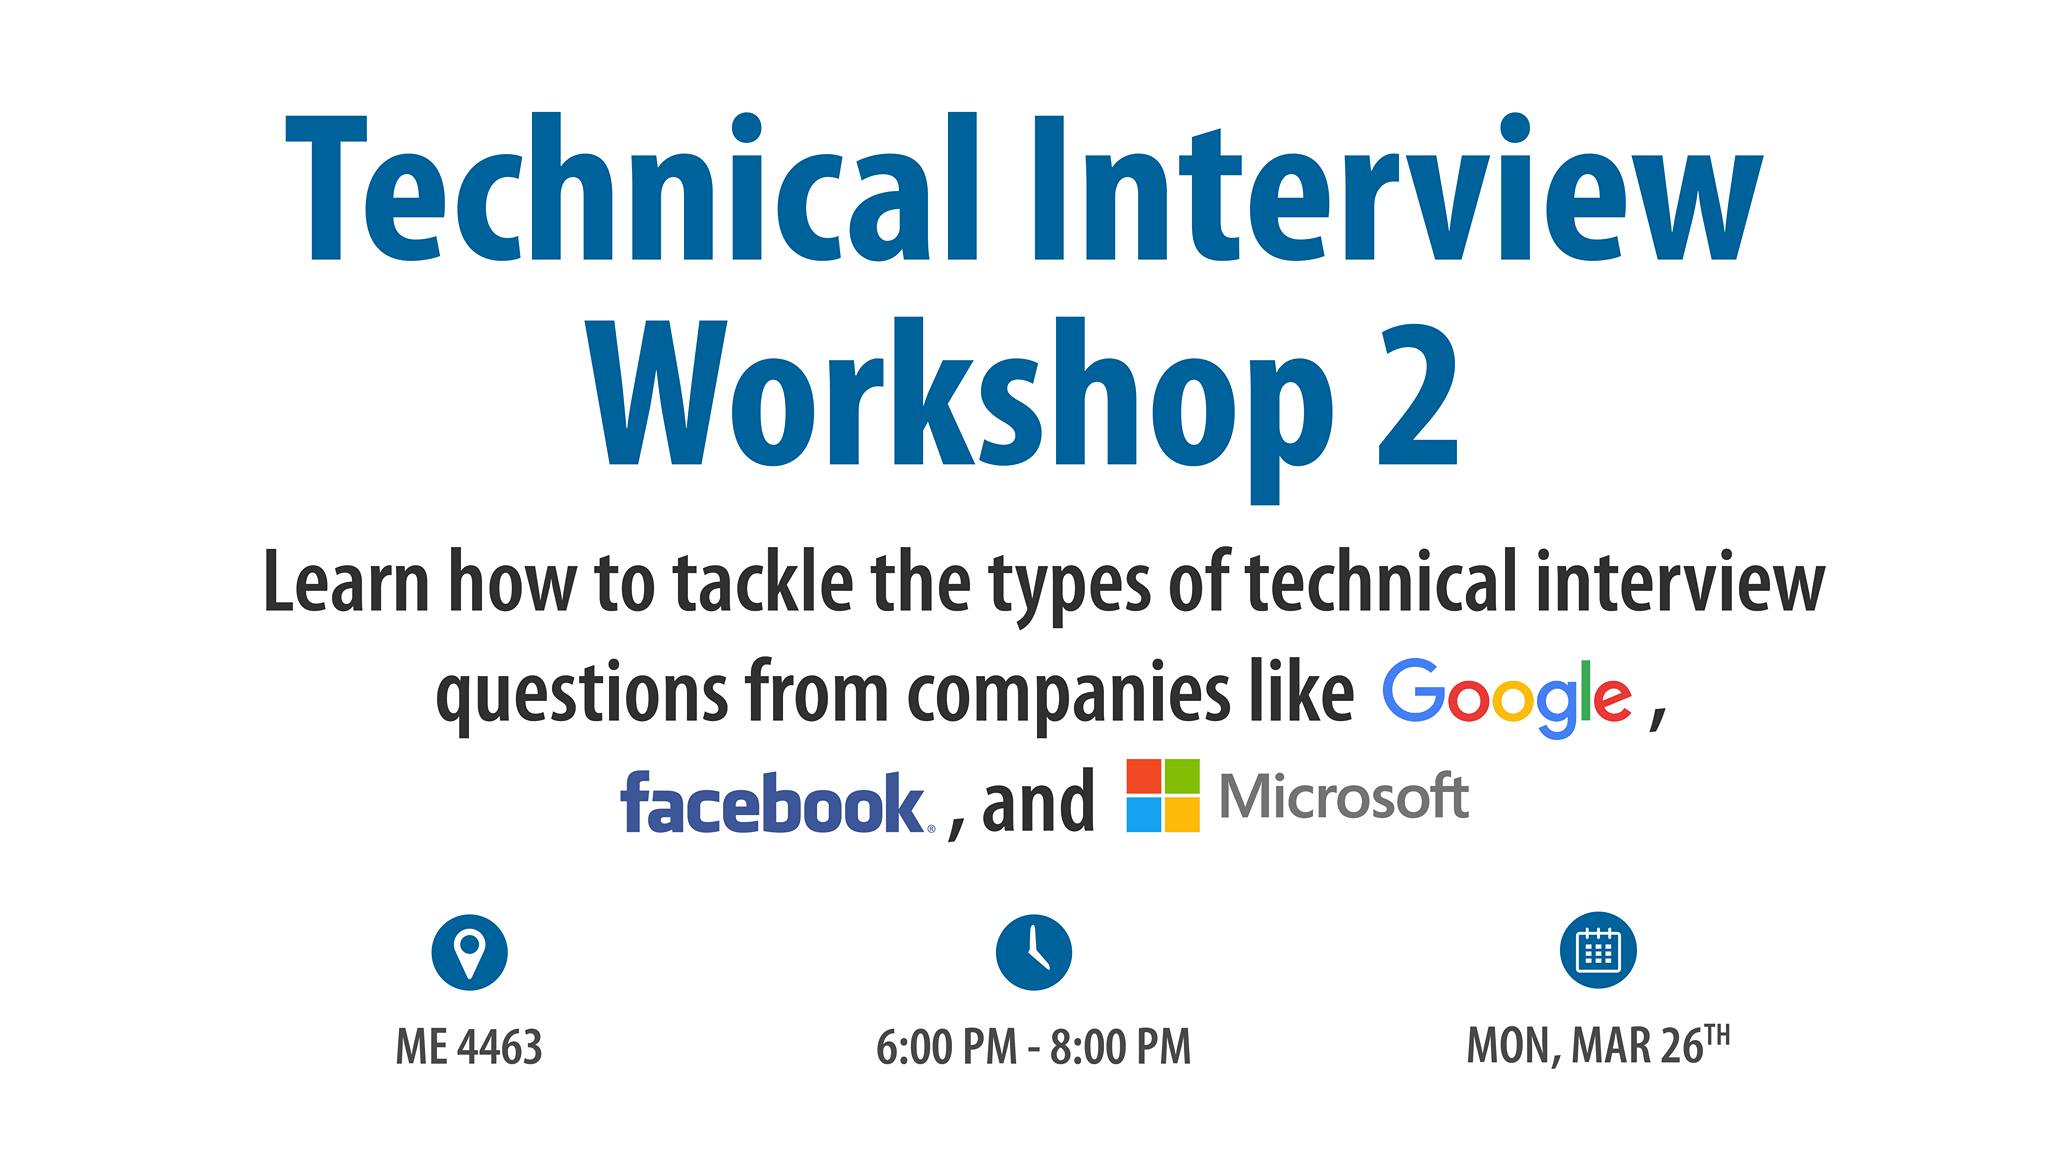 Technical Interview
Workshop 2
Learn how to tackle the types of technical interview
questions from companies like Google ,
facebook® , and Microsoft
ME 4463
6:00 PM - 8:00 PM
MON, MAR 26TH